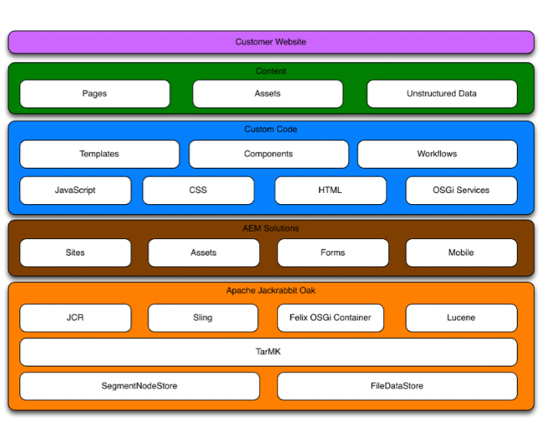 Customer Website
Content
Pages Assets Unstructured Data
Custom Code
Templates Components Workflows
JavaScript CSS HTML OSGi Services
AEM Solutions
Sites Assets Forms Mobile
Apache Jackrabbit Oak
JCR Sling Felix OSGi Container Lucene
TarMK
SegmentNodeStore FileDataStore